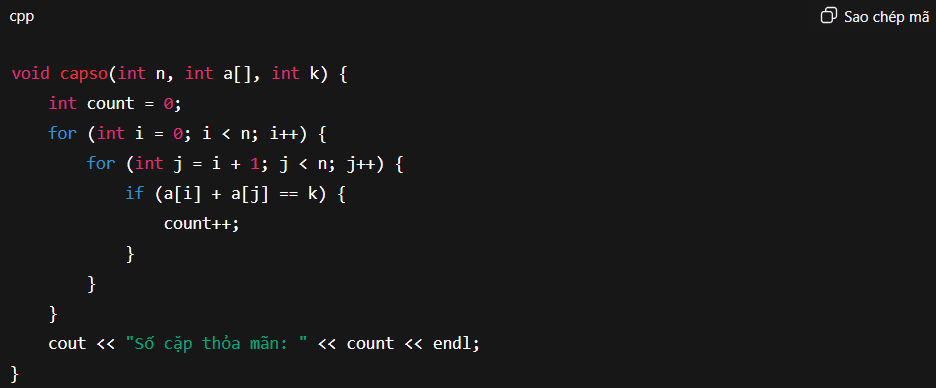 cpp
Sao chép mã
void capso(int n, int a[], int k) {
    int count = 0;
    for (int i = 0; i < n; i++) {
        for (int j = i + 1; j < n; j++) {
            if (a[i] + a[j] == k) {
                count++;
            }
        }
    }
    cout << "Số cặp thỏa mãn: " << count << endl;
}